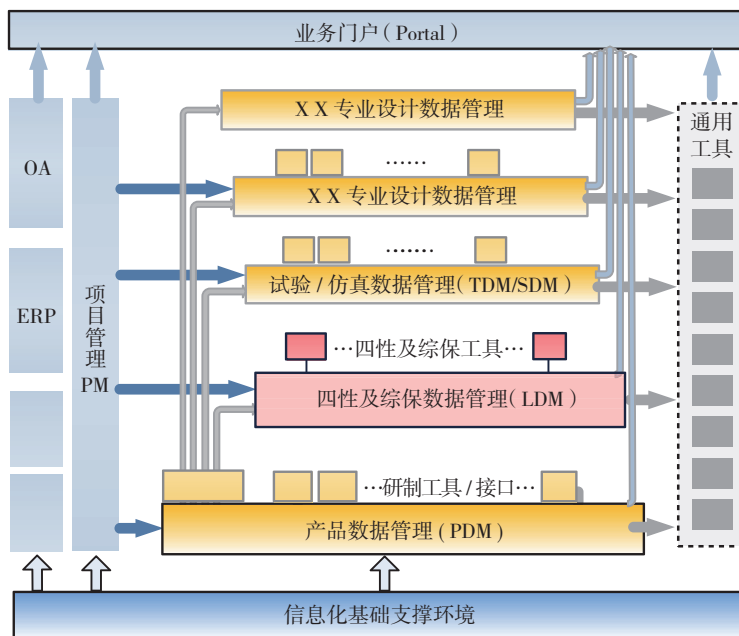 业务门户(Portal)
X X 专业设计数据管理
通用
工具
OA
……
X X 专业设计数据管理
…….
试验 / 仿真数据管理(TDM/SDM)
项目管理
PM
ERP
…四性及综保工具…
四性及综保数据管理(LDM)
…研制工具 / 接口…
产品数据管理(PDM)
信息化基础支撑环境